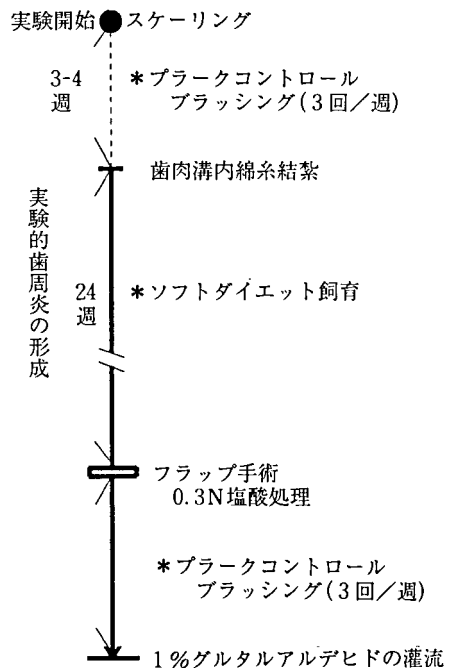 実験開始 スケーリング
3-4
週
*プラークコントロール
ブラッシング(3回/週)
歯肉溝内綿糸結紮
実験的歯周炎の形成
24
週
*ソフトダイエット飼育
フラップ手術
0.3N塩酸処理
*プラークコントロール
ブラッシング(3回/週)
1%グルタルアルデヒドの灌流